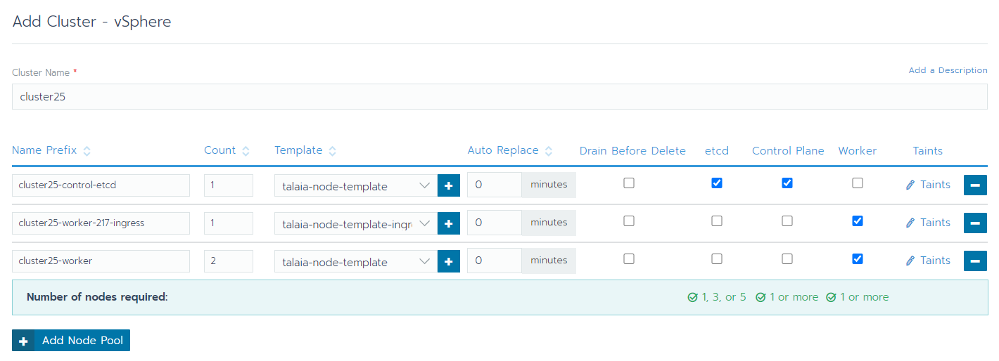 Add Cluster - vSphere
Cluster Name * Add a Description
cluster25
Name Prefix Count Template Auto Replace Drain Before Delete etcd Control Plane Worker Taints
cluster25-control-etcd 1 talaia-node-template 0 minutes Taints
cluster25-worker-217-ingress 1 talaia-node-template-ingr 0 minutes Taints
cluster25-worker 2 talaia-node-template 0 minutes Taints
Number of nodes required: 1, 3, or 5 1 or more 1 or more
Add Node Pool